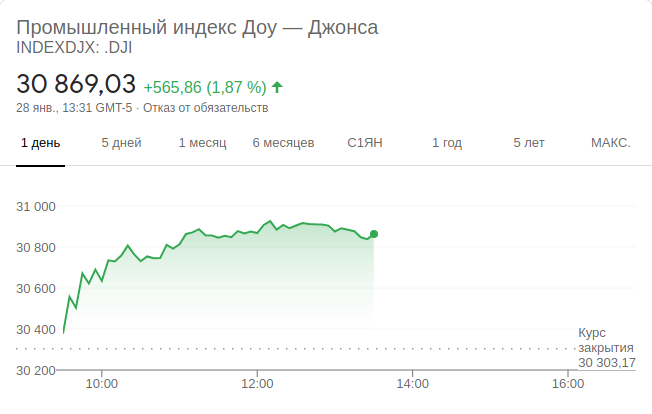 Промышленный индекс Доу — Джонса
INDEXDJX: .DJI
30 869,03 +565,86 (1,87 %)
28 янв., 13:31 GMT-5 · Отказ от обязательств
1 день 5 дней 1 месяц 6 месяцев С1ЯН 1 год 5 лет МАКС.
31 000
30 800
30 600
30 400
Курс
закрытия
30 303,17
30 200
10:00 12:00 14:00 16:00